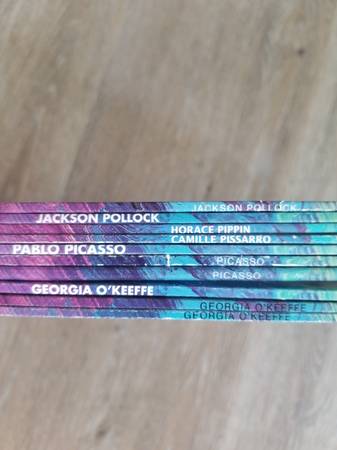 JACKSON POLLOCK
JACKSON POLLOCK
HORACE PIPPIN
CAMILLE PISSARRO
PABLO PICASSO
PICASSO
PICASSO
GEORGIA O'KEEFFE
GEORGIA O'KEEFFE
GEORGIA O'KEEFFE